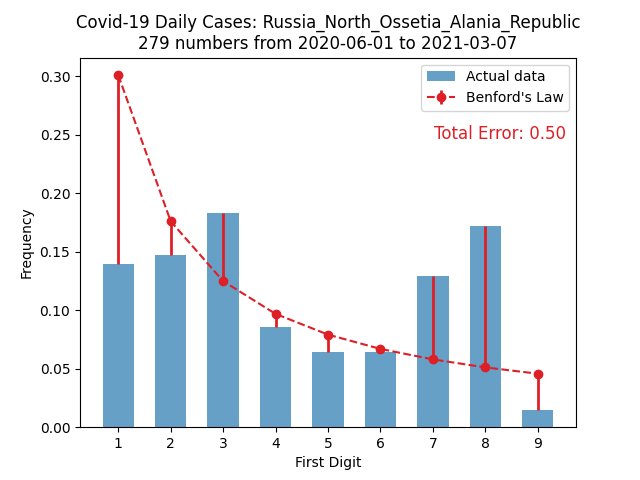 Covid-19 Daily Cases: Russia_North_Ossetia_Alania_Republic
279 numbers from 2020-06-01 to 2021-03-07
Actual data
Benford's Law
Total Error: 0.50
0.30
0.25
0.20
0.15
0.10
0.05
0.00
Frequency
1 2 3 4 5 6 7 8 9
First Digit